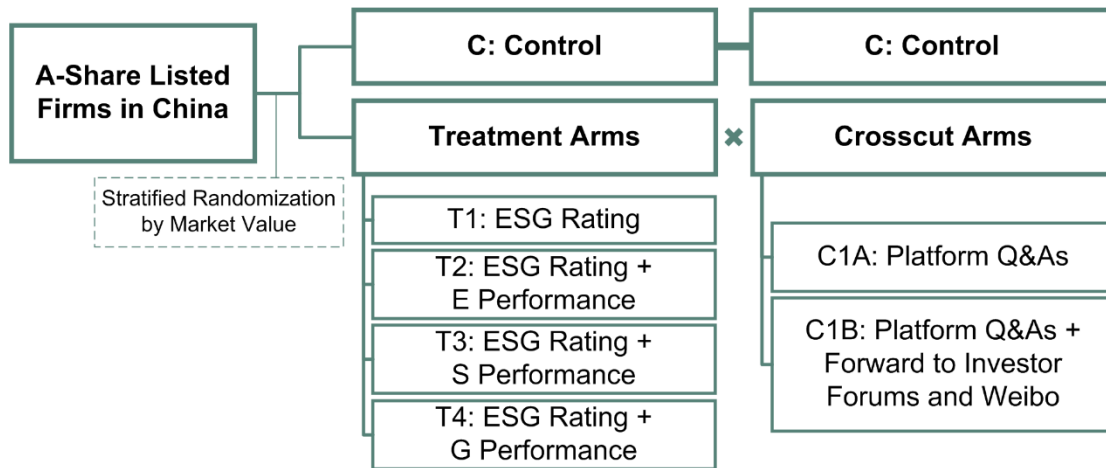 A-Share Listed
Firms in China
Stratified Randomization
by Market Value
C: Control
Treatment Arms
T1: ESG Rating
T2: ESG Rating +
E Performance
T3: ESG Rating +
S Performance
T4: ESG Rating +
G Performance
C: Control
Crosscut Arms
C1A: Platform Q&As
C1B: Platform Q&As +
Forward to Investor
Forums and Weibo